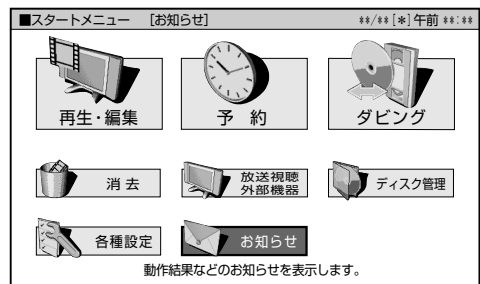 ■スタートメニュー [お知らせ] **/**[*]午前**:**
再生・編集 予約 ダビング
消去 放送視聴 外部機器 ディスク管理
各種設定 お知らせ
動作結果などのお知らせを表示します。